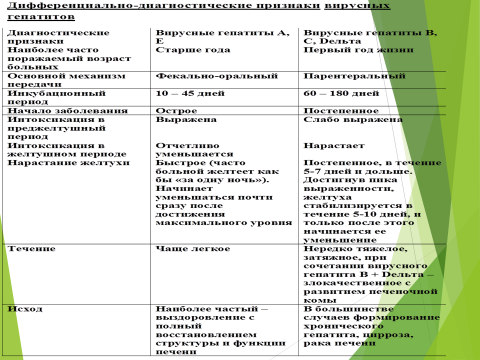 Дифференциально-диагностические признаки вирусных
гепатитов
Диагностические признаки
Вирусные гепатиты А, Е
Вирусные гепатиты В, С, Дельта
Наиболее часто поражаемый возраст больных
Старше года
Первый год жизни
Основной механизм передачи
Фекально-оральный
Парентеральный
Инкубационный период
10 – 45 дней
60 – 180 дней
Начало заболевания
Острое
Постепенное
Интоксикация в преджелтушный период
Выражена
Слабо выражена
Интоксикация в желтушном периоде
Отчетливо уменьшается
Нарастает
Нарастание желтухи
Быстрое (часто больной желтеет как бы «за одну ночь»). Начинает уменьшаться почти сразу после достижения максимального уровня
Постепенное, в течение 5-7 дней и дольше. Достигнув пика выраженности, желтуха стабилизируется в течение 5-10 дней, и только после этого начинается ее уменьшение
Течение
Чаще легкое
Нередко тяжелое, затяжное, при сочетании вирусного гепатита В + Дельта – злокачественное с развитием печеночной комы
Исход
Наиболее частый – выздоровление с полный восстановлением структуры и функции печени
В большинстве случаев формирование хронического гепатита, цирроза, рака печени